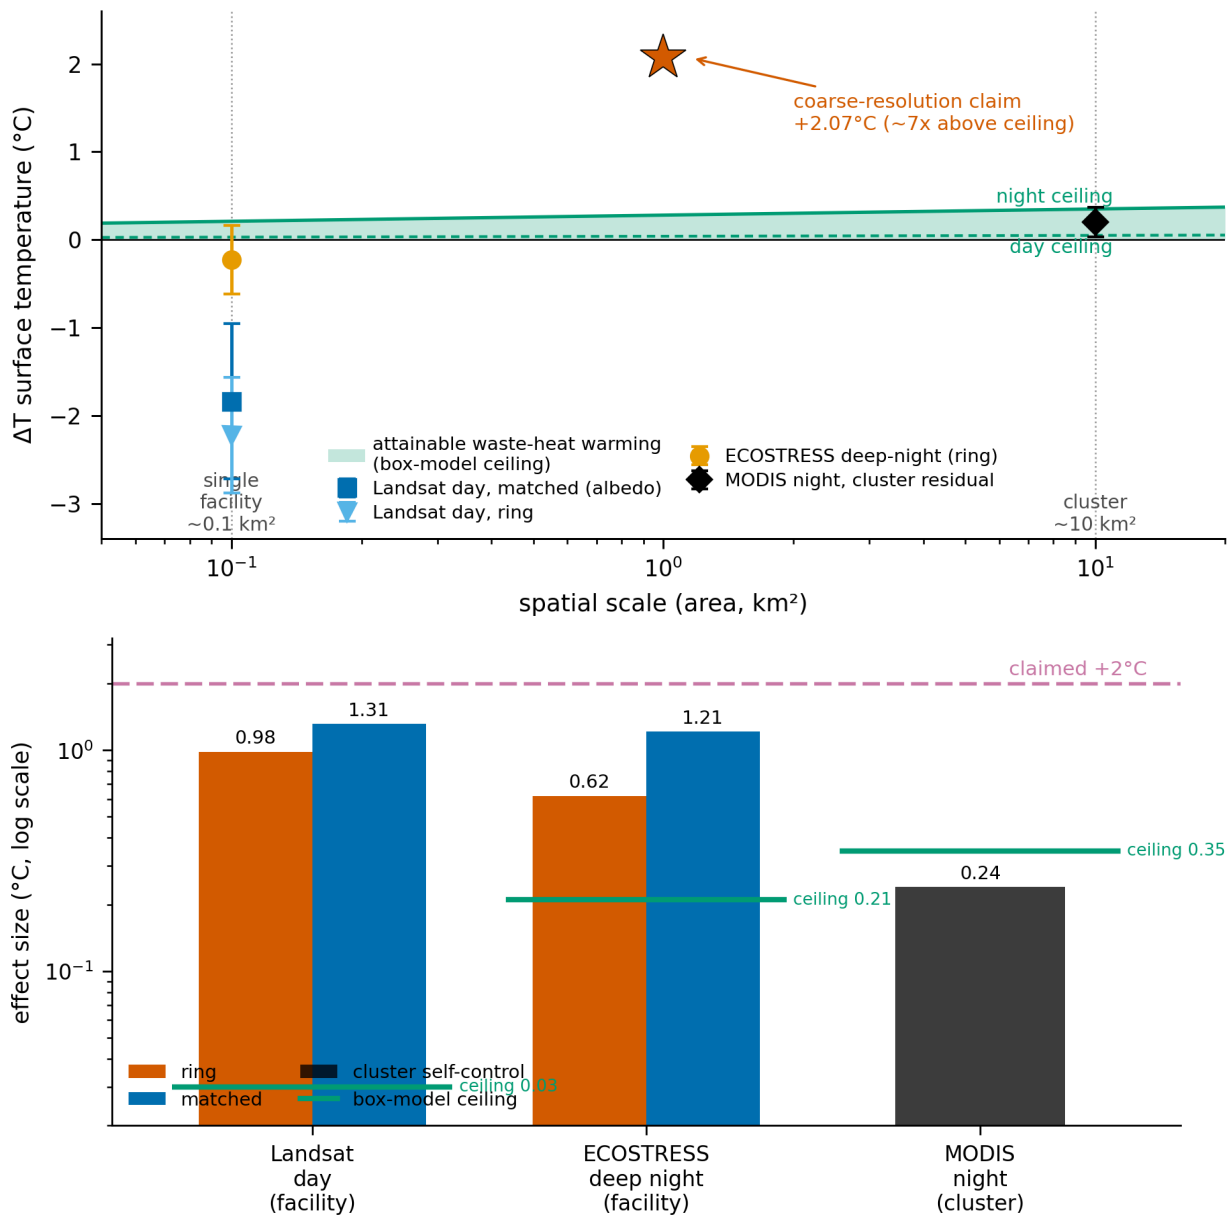 2
1
0
−1
−2
−3
ΔT surface temperature (°C)
coarse-resolution claim
+2.07°C (~7x above ceiling)
night ceiling
day ceiling
attainable waste-heat warming
(box-model ceiling)
Landsat day, matched (albedo)
Landsat day, ring
ECOSTRESS deep-night (ring)
MODIS night, cluster residual
single
facility
~0.1 km²
cluster
~10 km²
10⁻¹
10⁰
10¹
spatial scale (area, km²)
claimed +2°C
10⁰
10⁻¹
effect size (°C, log scale)
0.98
1.31
0.62
1.21
0.24
ceiling 0.35
ceiling 0.21
ceiling 0.03
ring
matched
cluster self-control
box-model ceiling
Landsat
day
(facility)
ECOSTRESS
deep night
(facility)
MODIS
night
(cluster)